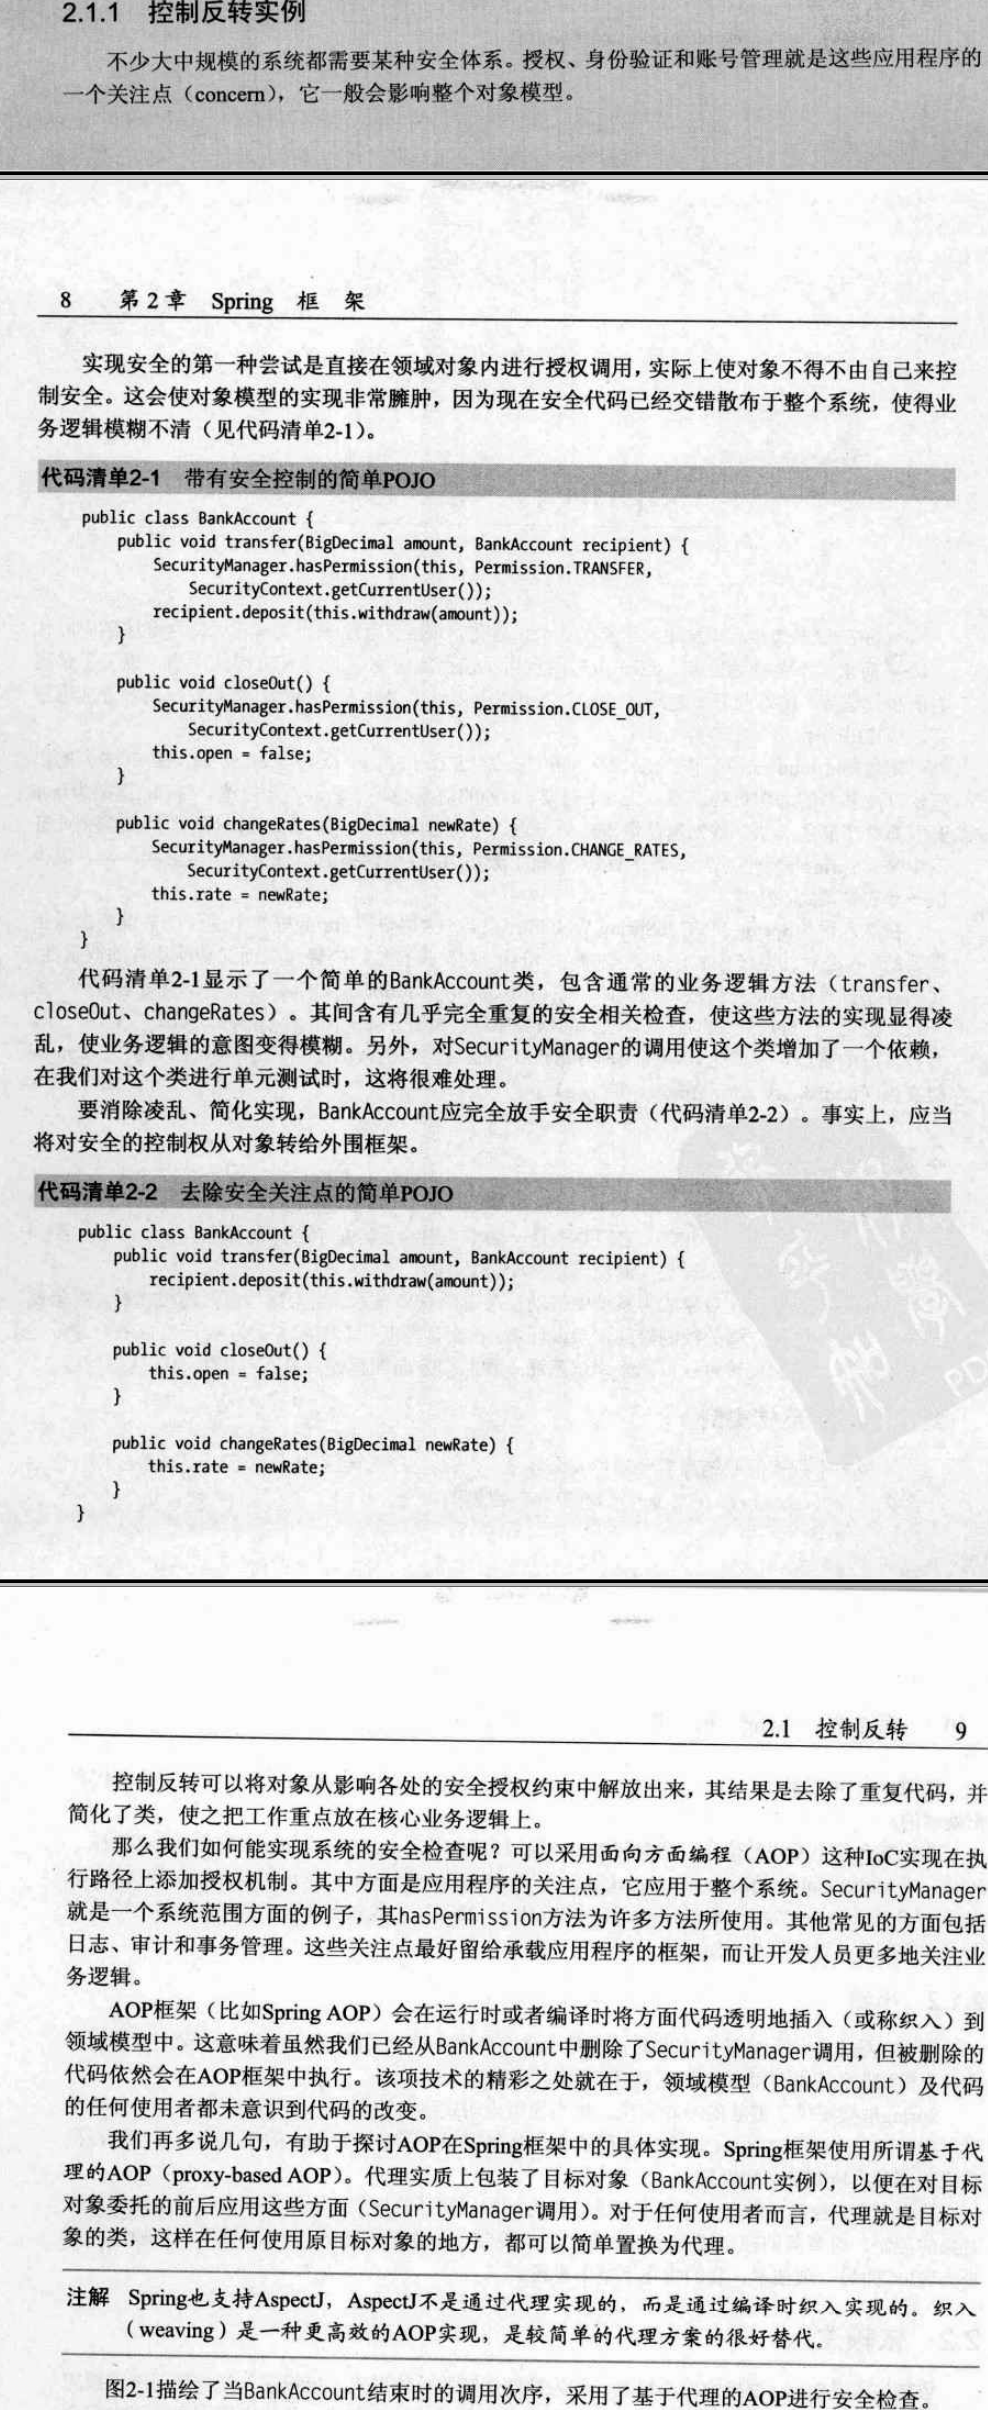 2.1.1 控制反转实例
不少大中规模的系统都需要某种安全体系。授权、身份验证和账号管理就是这些应用程序的
一个关注点（concern），它一般会影响整个对象模型。
8 第2章 Spring 框 架
实现安全的第一种尝试是直接在领域对象内进行授权调用，实际上使对象不得不由自己来控
制安全。这会使对象模型的实现非常臃肿，因为现在安全代码已经交错散布于整个系统，使得业
务逻辑模糊不清（见代码清单2-1）。
代码清单2-1 带有安全控制的简单POJO
public class BankAccount {
public void transfer(BigDecimal amount, BankAccount recipient) {
SecurityManager.hasPermission(this, Permission.TRANSFER,
SecurityContext.getCurrentUser());
recipient.deposit(this.withdraw(amount));
}
public void closeOut() {
SecurityManager.hasPermission(this, Permission.CLOSE_OUT,
SecurityContext.getCurrentUser());
this.open = false;
}
public void changeRates(BigDecimal newRate) {
SecurityManager.hasPermission(this, Permission.CHANGE_RATES,
SecurityContext.getCurrentUser());
this.rate = newRate;
}
}
代码清单2-1显示了一个简单的BankAccount类，包含通常的业务逻辑方法（transfer、
closeOut、changeRates）。其间含有几乎完全重复的安全相关检查，使这些方法的实现显得凌
乱，使业务逻辑的意图变得模糊。另外，对SecurityManager的调用使这个类增加了一个依赖，
在我们对这个类进行单元测试时，这将很难处理。
要消除凌乱、简化实现，BankAccount应完全放手安全职责（代码清单2-2）。事实上，应当
将对安全的控制权从对象转给外围框架。
代码清单2-2 去除安全关注点的简单POJO
public class BankAccount {
public void transfer(BigDecimal amount, BankAccount recipient) {
recipient.deposit(this.withdraw(amount));
}
public void closeOut() {
this.open = false;
}
public void changeRates(BigDecimal newRate) {
this.rate = newRate;
}
}
2.1 控制反转 9
控制反转可以将对象从影响各处的安全授权约束中解放出来，其结果是去除了重复代码，并
简化了类，使之把工作重点放在核心业务逻辑上。
那么我们如何能实现系统的安全检查呢？可以采用面向方面编程（AOP）这种IoC实现在执
行路径上添加授权机制。其中方面是应用程序的关注点，它应用于整个系统。SecurityManager
就是一个系统范围方面的例子，其hasPermission方法为许多方法所使用。其他常见的方面包括
日志、审计和事务管理。这些关注点最好留给承载应用程序的框架，而让开发人员更多地关注业
务逻辑。
AOP框架（比如Spring AOP）会在运行时或者编译时将方面代码透明地插入（或称织入）到
领域模型中。这意味着虽然我们已经从BankAccount中删除了SecurityManager调用，但被删除的
代码依然会在AOP框架中执行。该项技术的精彩之处就在于，领域模型（BankAccount）及代码
的任何使用者都未意识到代码的改变。
我们再多说几句，有助于探讨AOP在Spring框架中的具体实现。Spring框架使用所谓基于代
理的AOP（proxy-based AOP）。代理实质上包装了目标对象（BankAccount实例），以便在对目标
对象委托的前后应用这些方面（SecurityManager调用）。对于任何使用者而言，代理就是目标对
象的类，这样在任何使用原目标对象的地方，都可以简单置换为代理。
注解 Spring也支持AspectJ，AspectJ不是通过代理实现的，而是通过编译时织入实现的。织入
（weaving）是一种更高效的AOP实现，是较简单的代理方案的很好替代。
图2-1描绘了当BankAccount结束时的调用次序，采用了基于代理的AOP进行安全检查。